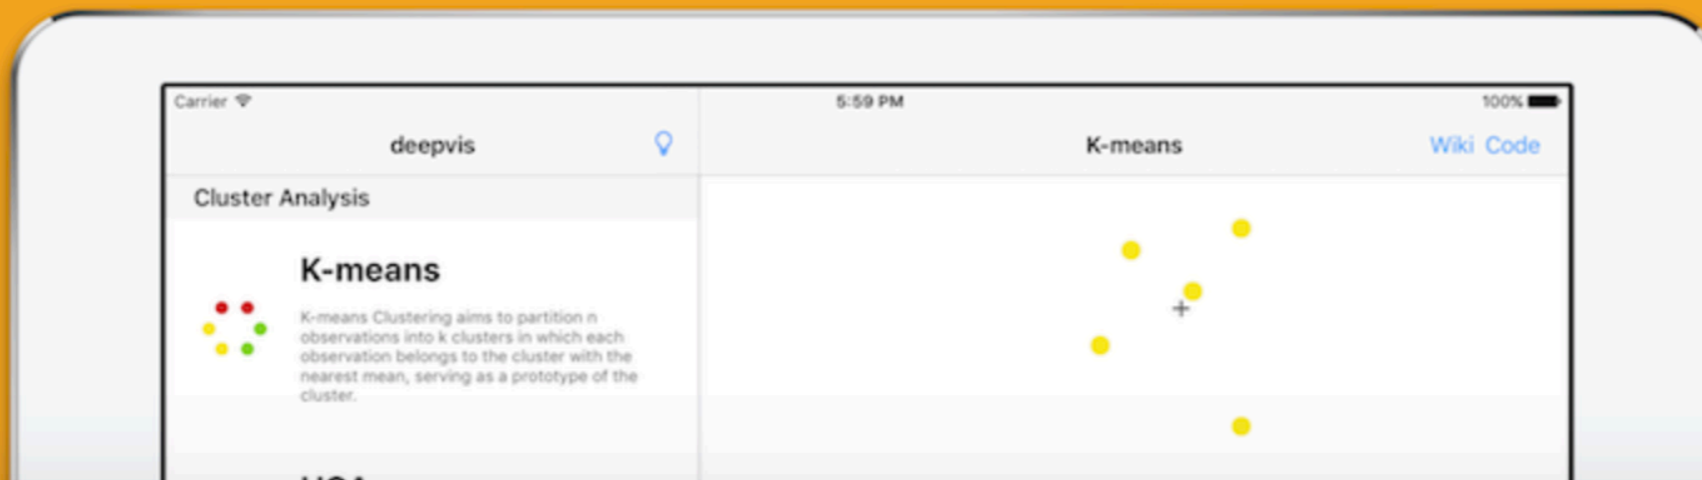 Carrier
5:59 PM
100%
deepvis
K-means
Wiki Code
Cluster Analysis
K-means
K-means Clustering aims to partition n
observations into k clusters in which each
observation belongs to the cluster with the
nearest mean, serving as a prototype of the
cluster.